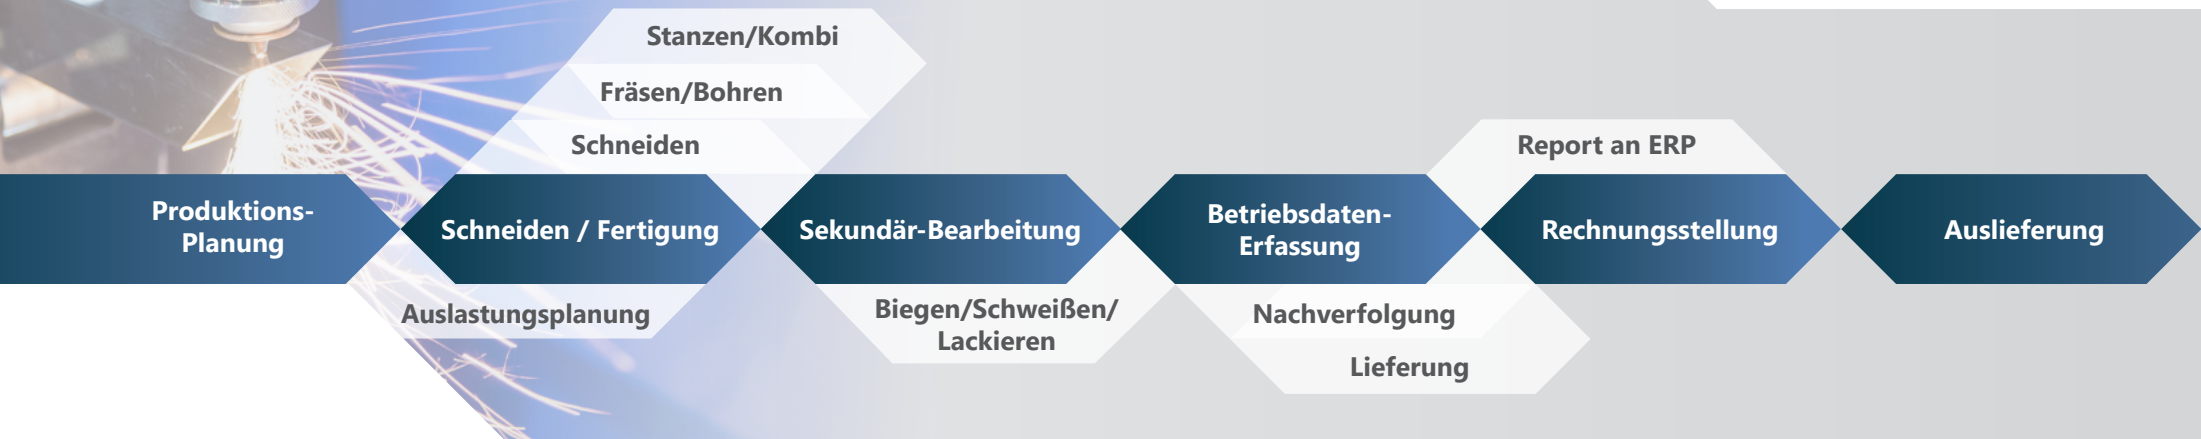 Stanzen/Kombi
Fräsen/Bohren
Schneiden
Report an ERP
Produktions-
Planung
Schneiden / Fertigung
Sekundär-Bearbeitung
Betriebsdaten-
Erfassung
Rechnungsstellung
Auslieferung
Auslastungsplanung
Biegen/Schweißen/
Lackieren
Nachverfolgung
Lieferung